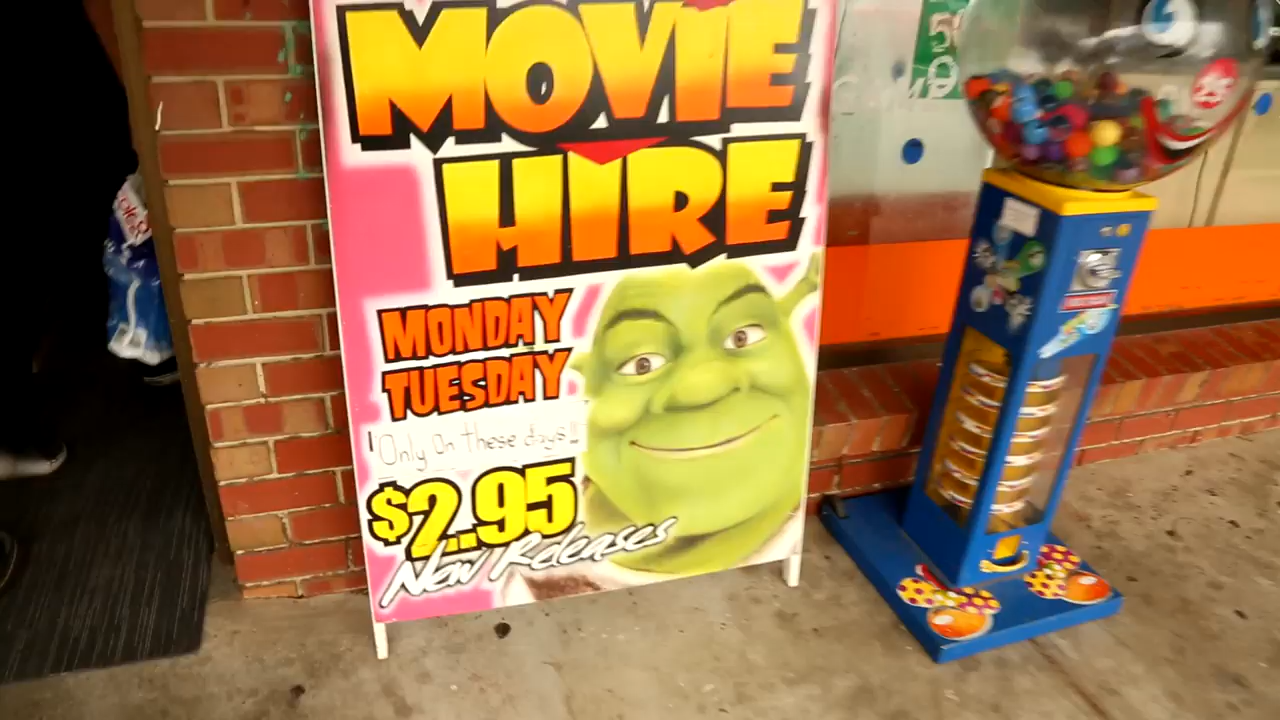 MOVIE
HIRE
MONDAY
TUESDAY
"Only On these days!!
$2.95
New Releases